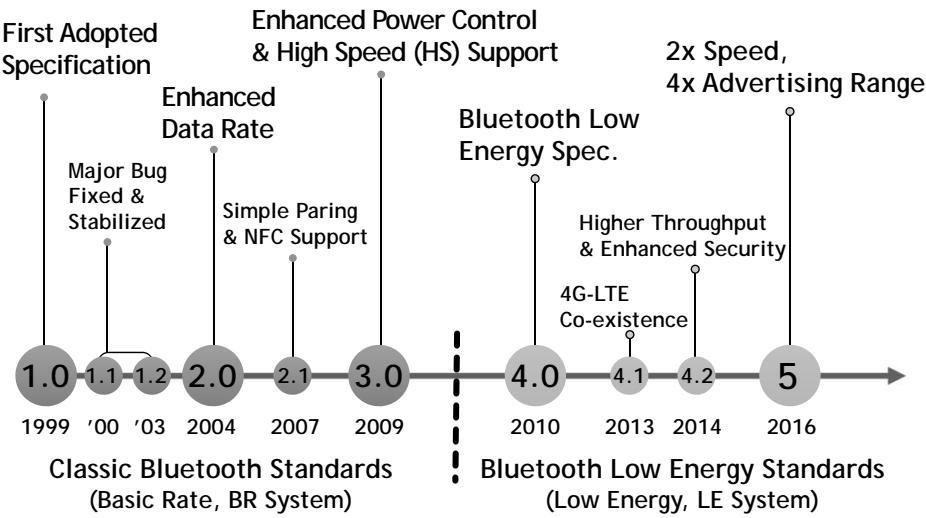 First Adopted
Specification
Enhanced Power Control
& High Speed (HS) Support
2x Speed,
4x Advertising Range
Enhanced
Data Rate
Bluetooth Low
Energy Spec.
Major Bug
Fixed &
Stabilized
Simple Paring
& NFC Support
Higher Throughput
& Enhanced Security
4G-LTE
Co-existence
1.0 1.1 1.2 2.0 2.1 3.0 4.0 4.1 4.2 5
1999 '00 '03 2004 2007 2009 2010 2013 2014 2016
Classic Bluetooth Standards
(Basic Rate, BR System)
Bluetooth Low Energy Standards
(Low Energy, LE System)